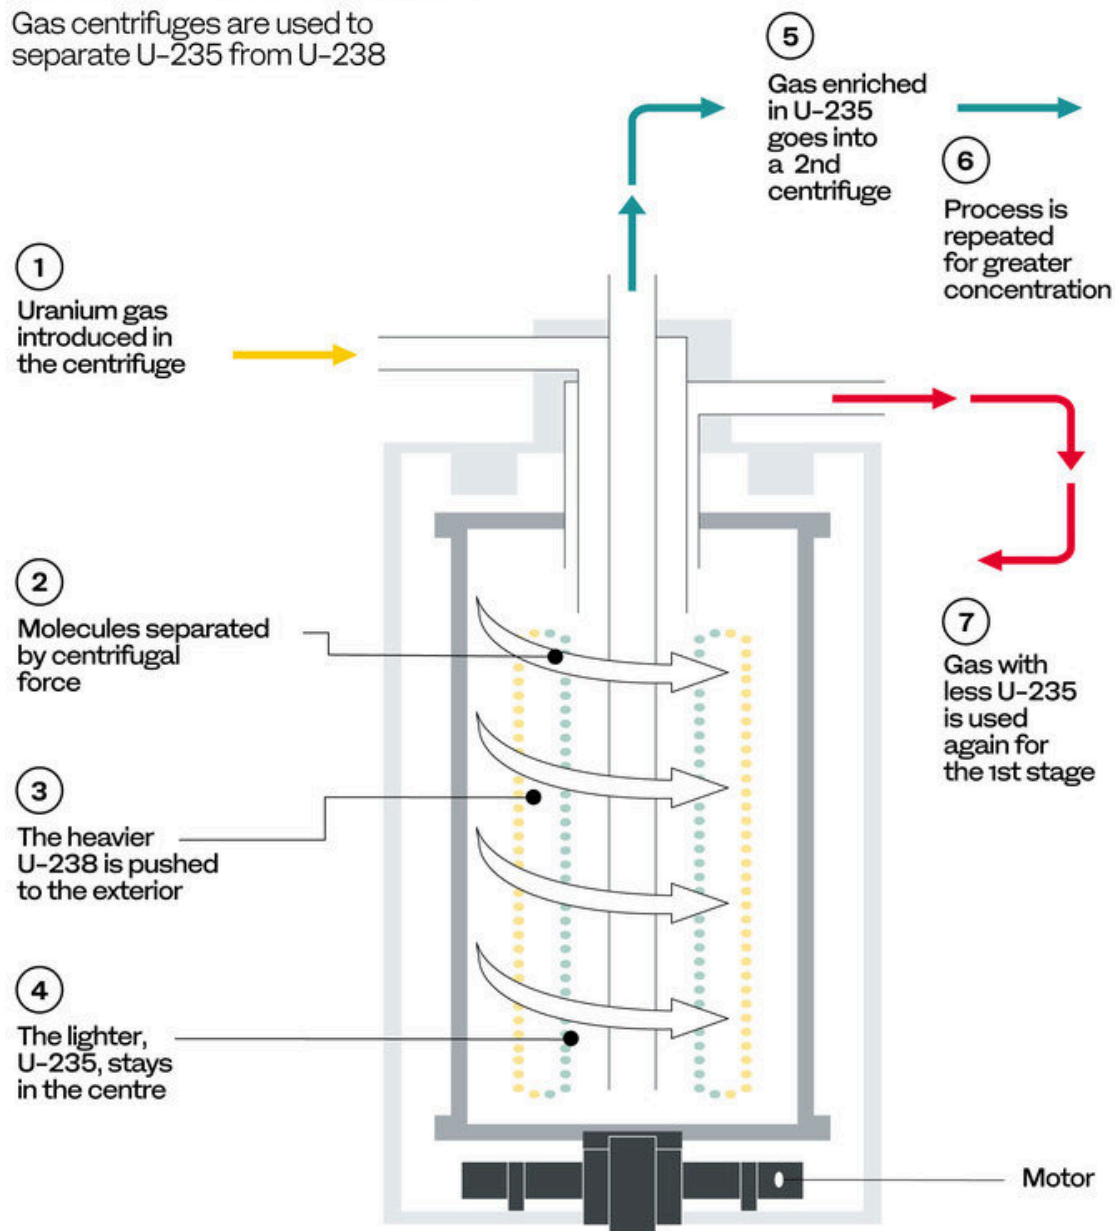 Gas centrifuges are used to
separate U-235 from U-238
1
Uranium gas
introduced in
the centrifuge
2
Molecules separated
by centrifugal
force
3
The heavier
U-238 is pushed
to the exterior
4
The lighter,
U-235, stays
in the centre
5
Gas enriched
in U-235
goes into
a 2nd
centrifuge
6
Process is
repeated
for greater
concentration
7
Gas with
less U-235
is used
again for
the 1st stage
Motor